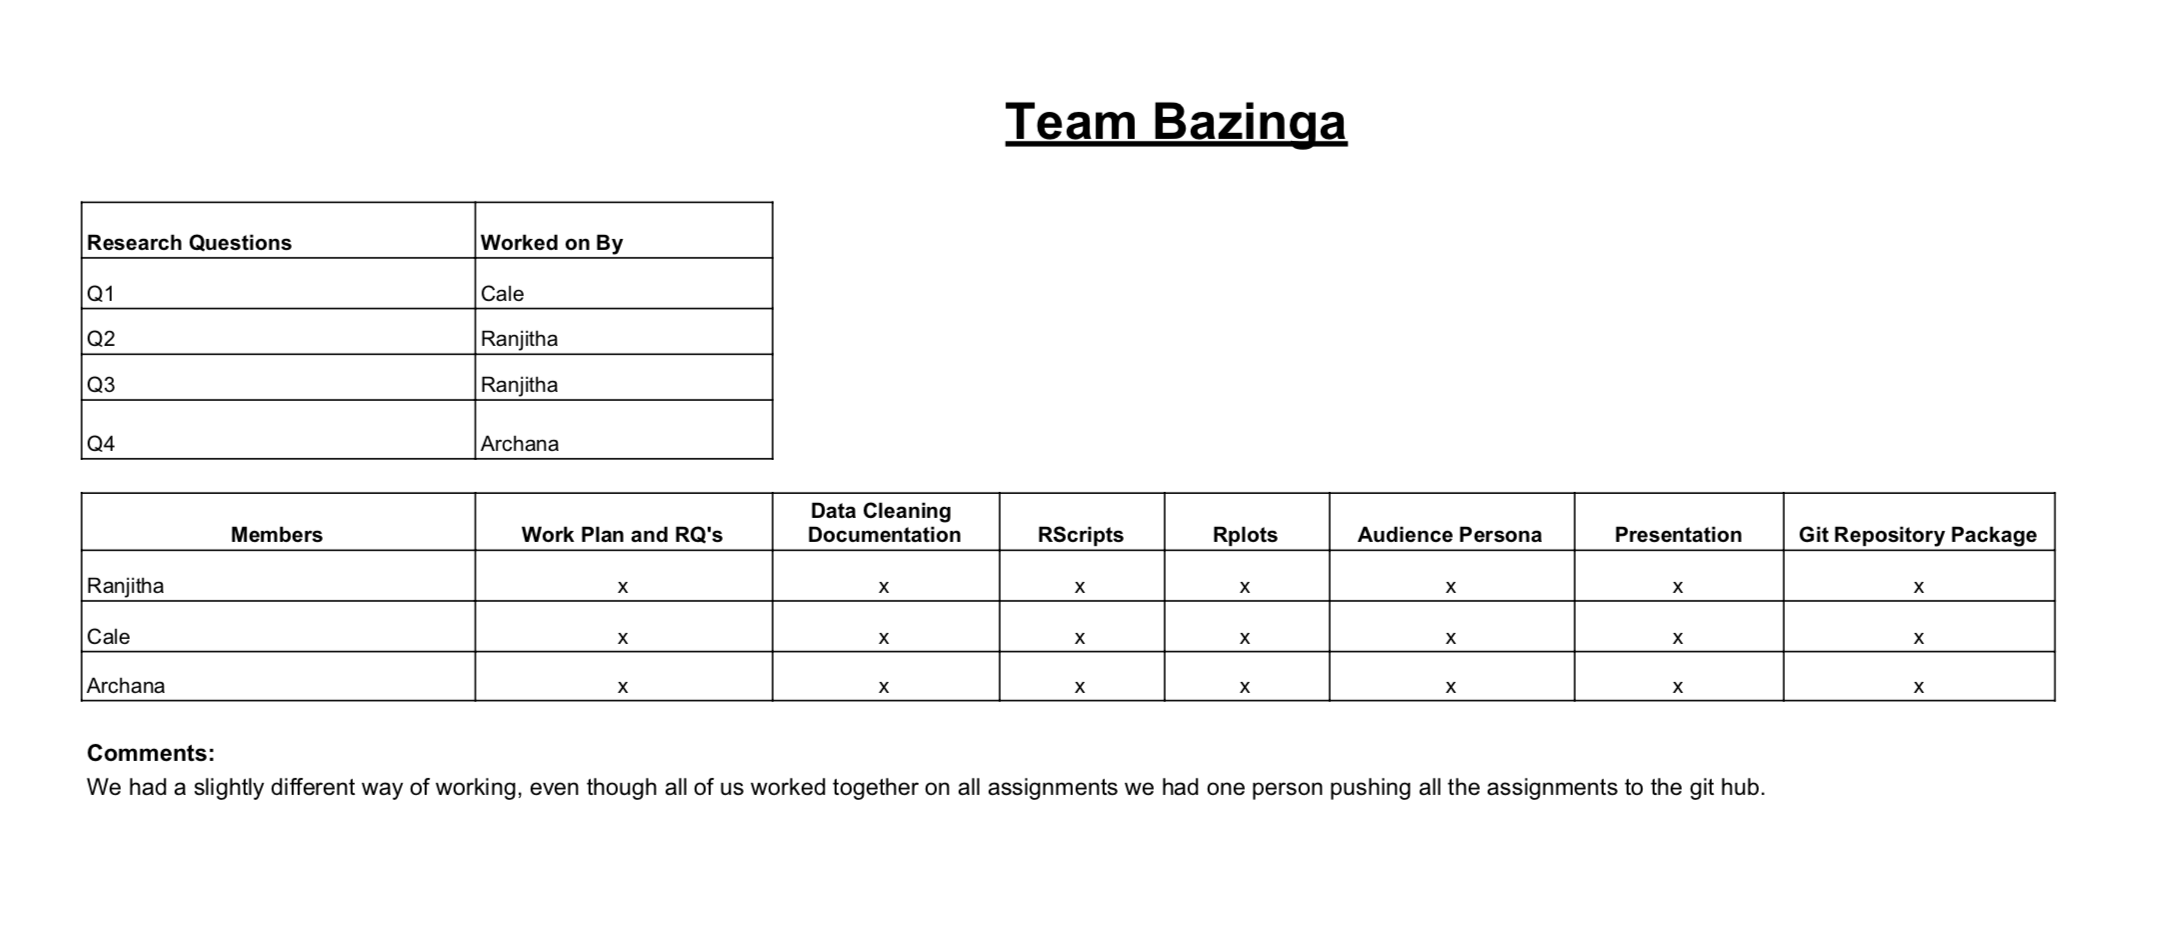 Team Bazinga
Research Questions Worked on By
Q1 Cale
Q2 Ranjitha
Q3 Ranjitha
Q4 Archana
Members Work Plan and RQ's Data Cleaning Documentation RScripts Rplots Audience Persona Presentation Git Repository Package
Ranjitha x x x x x x x
Cale x x x x x x x
Archana x x x x x x x
Comments:
We had a slightly different way of working, even though all of us worked together on all assignments we had one person pushing all the assignments to the git hub.